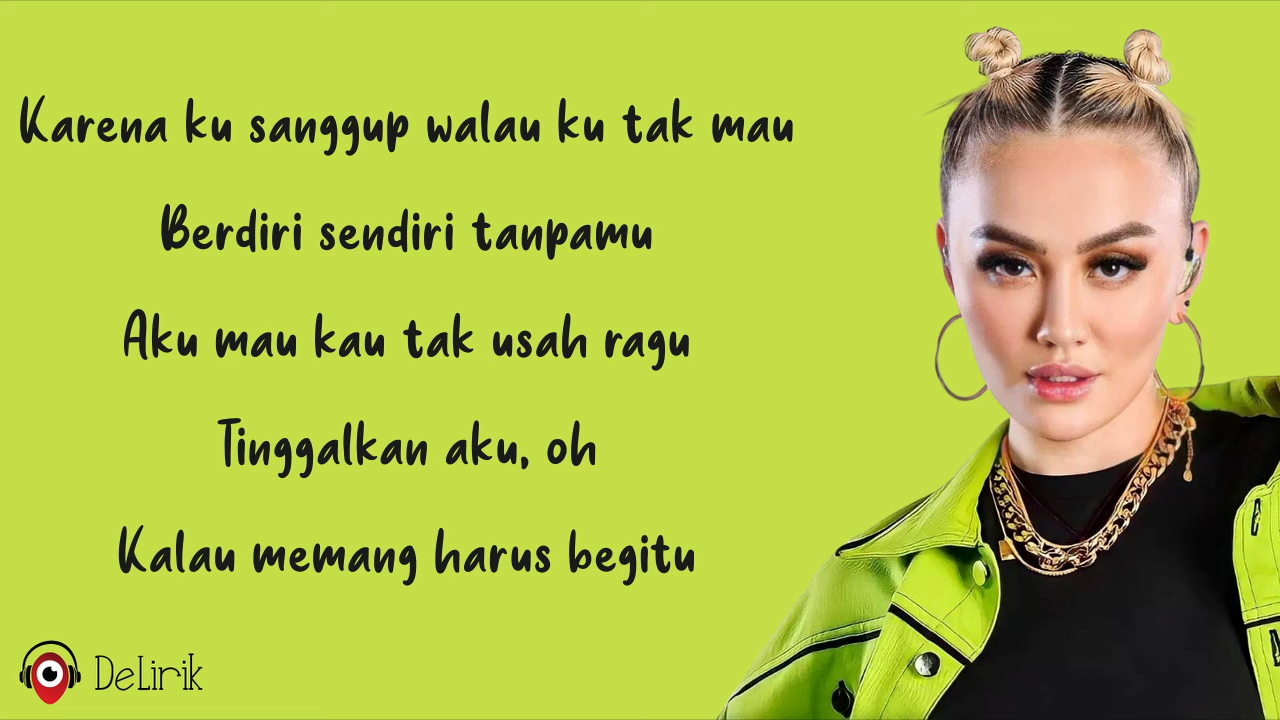 Karena ku sanggup walau ku tak mau
Berdiri sendiri tanpamu
Aku mau kau tak usah ragu
Tinggalkan aku, oh
Kalau memang harus begitu
DeLirik